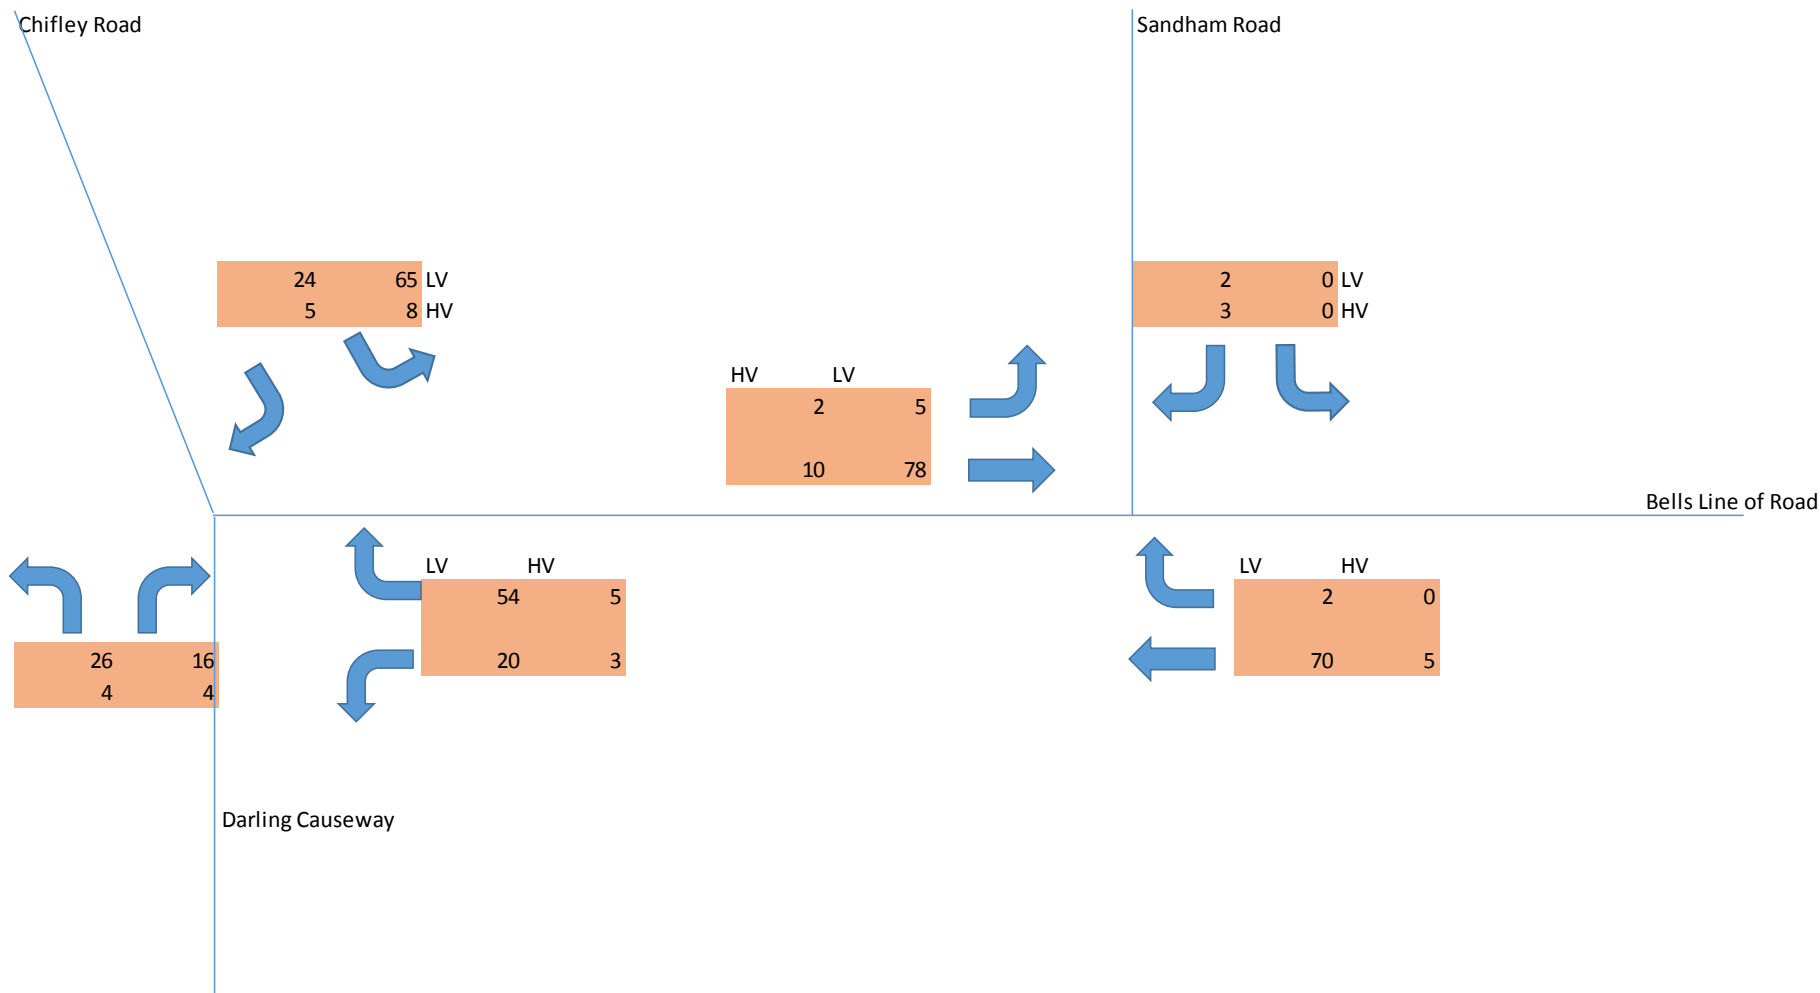 Chifley Road
Sandham Road
24 65 LV
5 8 HV
2 0 LV
3 0 HV
HV LV
2 5
10 78
Bells Line of Road
LV HV
54 5
20 3
LV HV
2 0
70 5
26 16
4 4
Darling Causeway